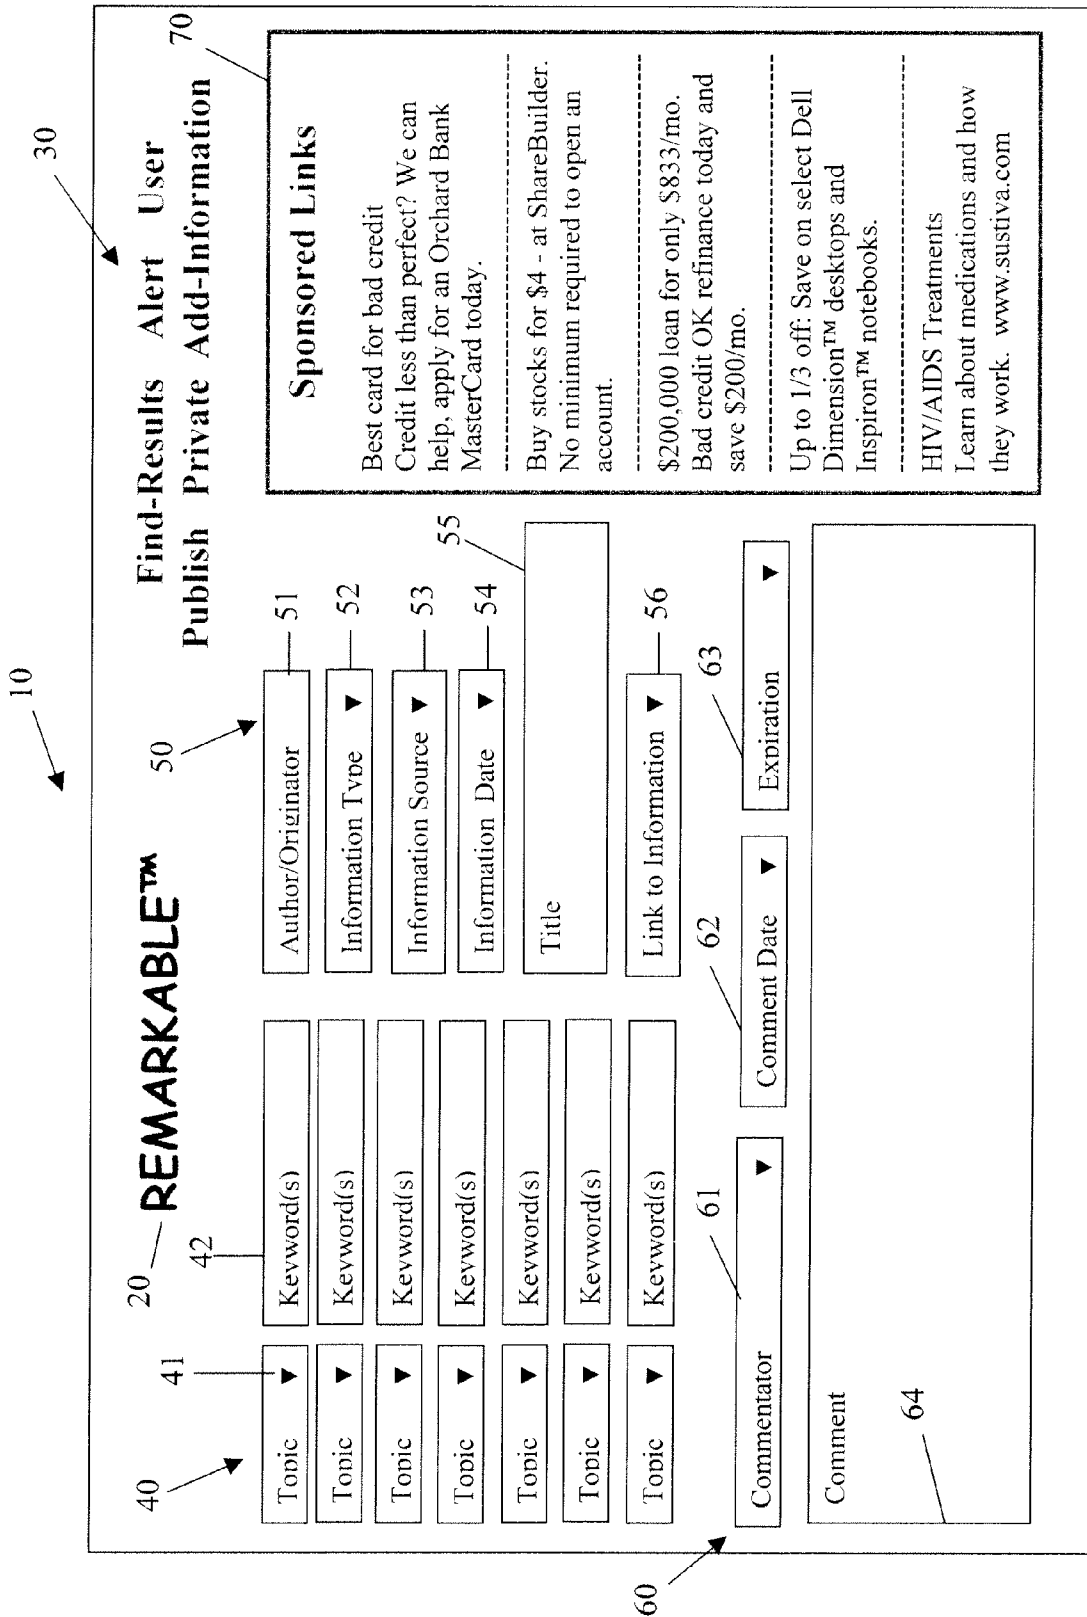 10
30
20
REMARKABLE™
Find-Results Alert User
Publish Private Add-Information
40
41
42
Topic ▼ Keyword(s)
Topic ▼ Keyword(s)
Topic ▼ Keyword(s)
Topic ▼ Keyword(s)
Topic ▼ Keyword(s)
Topic ▼ Keyword(s)
Topic ▼ Keyword(s)
50
Author/Originator 51
Information Type ▼ 52
Information Source ▼ 53
Information Date ▼ 54
55
Title
Link to Information ▼ 56
60
61
62
63
Commentator ▼
Comment Date ▼
Expiration ▼
Comment
64
70
Sponsored Links
Best card for bad credit
Credit less than perfect? We can
help, apply for an Orchard Bank
MasterCard today.
Buy stocks for $4 - at ShareBuilder.
No minimum required to open an
account.
$200,000 loan for only $833/mo.
Bad credit OK refinance today and
save $200/mo.
Up to 1/3 off: Save on select Dell
Dimension™ desktops and
Inspiron™ notebooks.
HIV/AIDS Treatments
Learn about medications and how
they work. www.sustiva.com